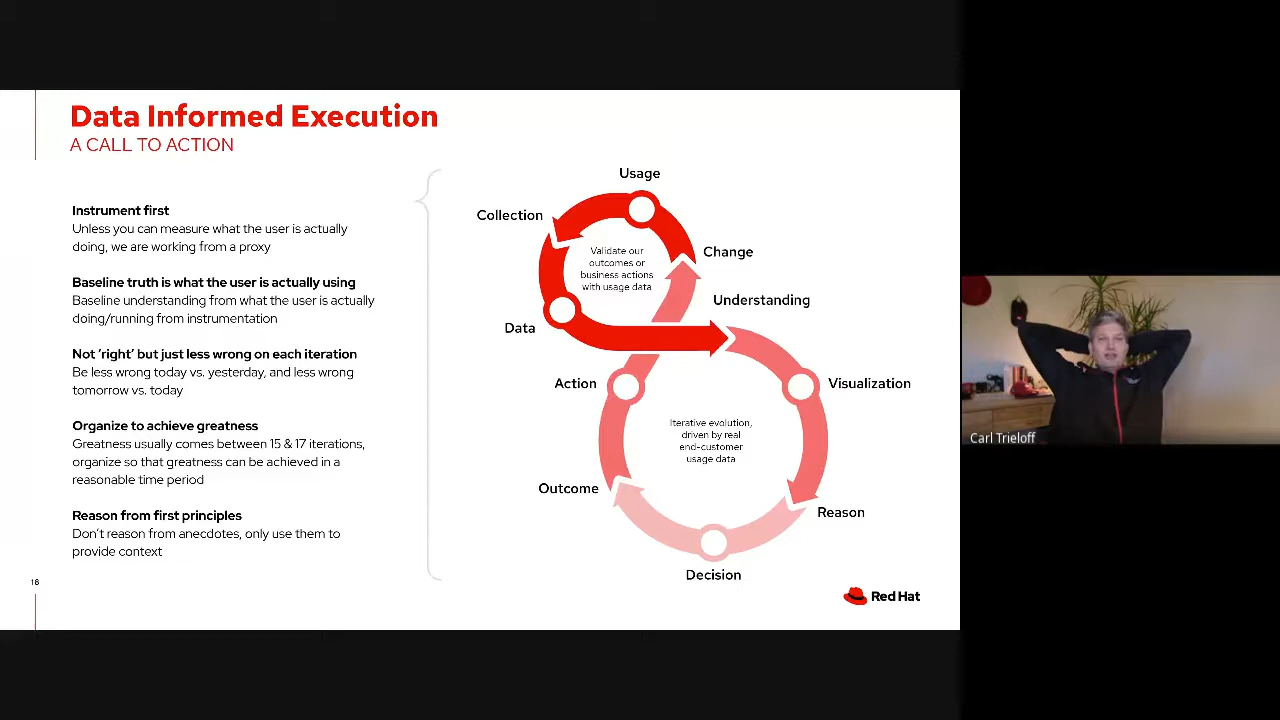 Data Informed Execution
A CALL TO ACTION
Instrument first
Unless you can measure what the user is actually
doing, we are working from a proxy
Baseline truth is what the user is actually using
Baseline understanding from what the user is actually
doing/running from instrumentation
Not ‘right’ but just less wrong on each iteration
Be less wrong today vs. yesterday, and less wrong
tomorrow vs. today
Organize to achieve greatness
Greatness usually comes between 15 & 17 iterations,
organize so that greatness can be achieved in a
reasonable time period
Reason from first principles
Don’t reason from anecdotes, only use them to
provide context
Usage
Collection
Change
Validate our
outcomes or
business actions
with usage data
Understanding
Data
Action
Visualization
Iterative evolution,
driven by real
end-customer
usage data
Outcome
Reason
Decision
18
Red Hat
Carl Trieloff